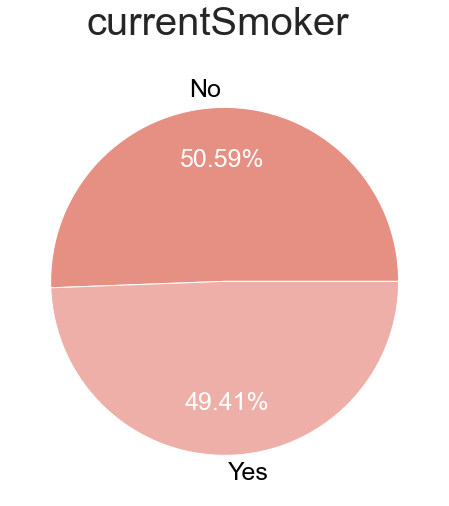 currentSmoker
No
50.59%
49.41%
Yes